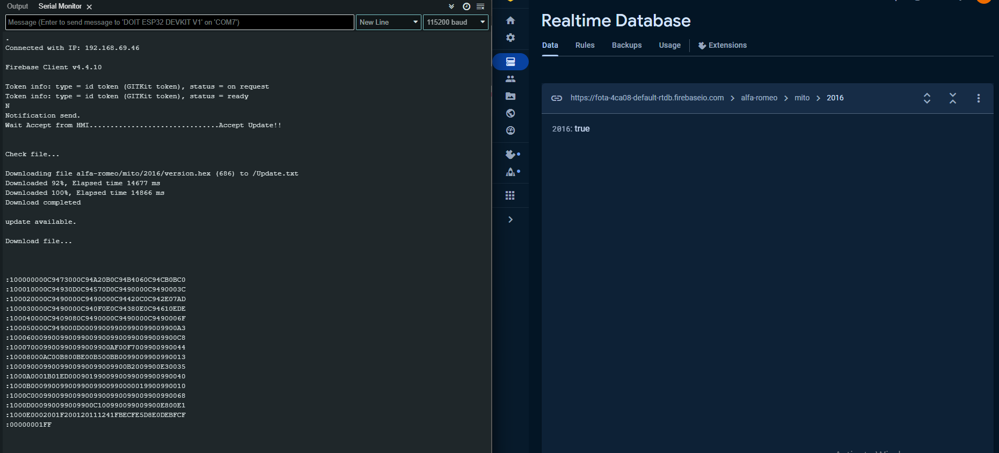 Output
Serial Monitor
Message (Enter to send message to 'DOIT ESP32 DEVKIT V1' on 'COM7')
New Line
115200 baud
.
Connected with IP: 192.168.69.46
Firebase Client v4.4.10
Token info: type = id token (GITKit token), status = on request
Token info: type = id token (GITKit token), status = ready
N
Notification send.
Wait Accept from HMI...............................Accept Update!!
Check file...
Downloading file alfa-romeo/mito/2016/version.hex (686) to /Update.txt
Downloaded 92%, Elapsed time 14677 ms
Downloaded 100%, Elapsed time 14866 ms
Download completed
update available.
Download file...
:100000000C9473000C94A20B0C94B4060C94CB0BC0
:100010000C94930D0C94570D0C9490000C9490003C
:100020000C9490000C9490000C94420C0C942E07AD
:100030000C9490000C940F0E0C94380E0C94610EDE
:100040000C9409080C9490000C9490000C9490006F
:100050000C949000D00099009900990099009900A3
:1000600099009900990099009900990099009900C8
:100070009900990099009900AF00F7009900990044
:10008000AC00B800BE00B500BB0099009900990013
:1000900099009900990099009900B2009900E30035
:1000A0001B01ED0009019900990099009900990040
:1000B0009900990099009900990000019900990010
:1000C0009900990099009900990099009900990068
:1000D000990099009900C100990099009900E800E1
:1000E0002001F200120111241FBECFE5D8E0DEBFCF
:00000001FF
Realtime Database
Data
Rules
Backups
Usage
Extensions
https://fota-4ca08-default-rtdb.firebaseio.com
alfa-romeo
mito
2016
2016: true